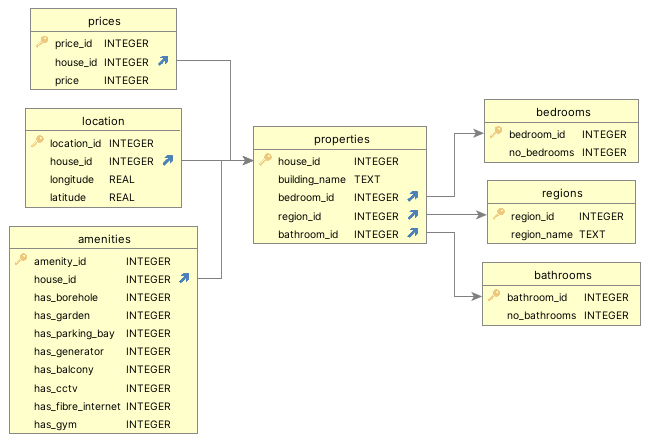 prices
price_id INTEGER
house_id INTEGER
price INTEGER
location
location_id INTEGER
house_id INTEGER
longitude REAL
latitude REAL
amenities
amenity_id INTEGER
house_id INTEGER
has_borehole INTEGER
has_garden INTEGER
has_parking_bay INTEGER
has_generator INTEGER
has_balcony INTEGER
has_cctv INTEGER
has_fibre_internet INTEGER
has_gym INTEGER
properties
house_id INTEGER
building_name TEXT
bedroom_id INTEGER
region_id INTEGER
bathroom_id INTEGER
bedrooms
bedroom_id INTEGER
no_bedrooms INTEGER
regions
region_id INTEGER
region_name TEXT
bathrooms
bathroom_id INTEGER
no_bathrooms INTEGER